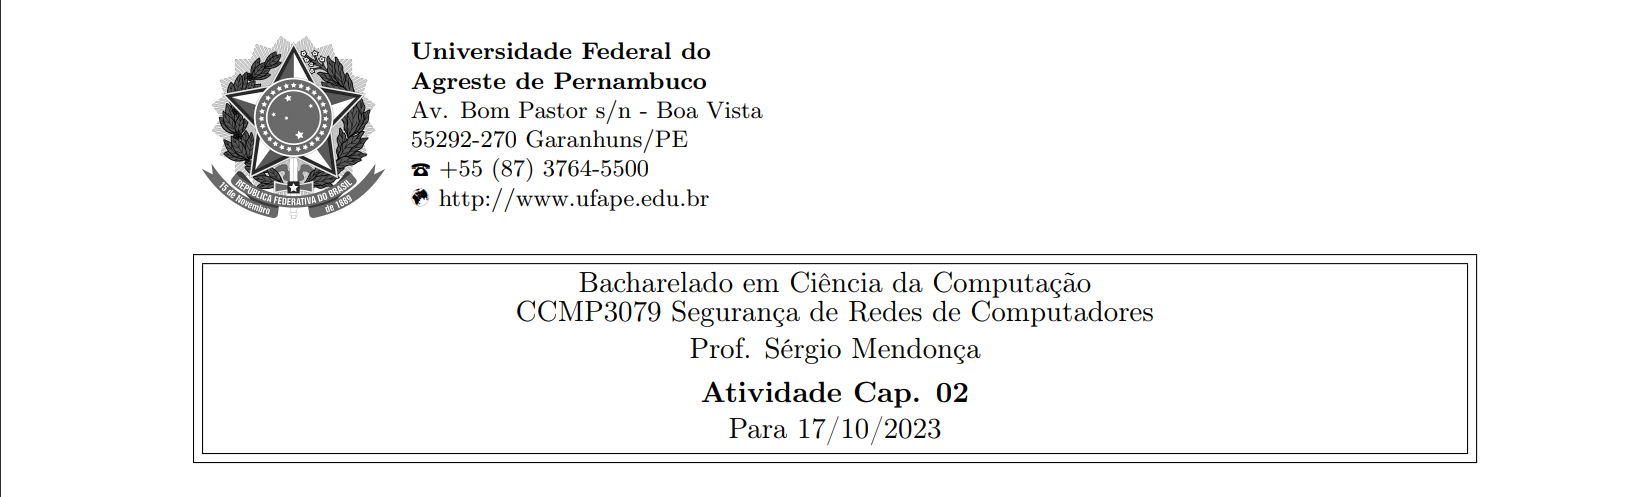 Universidade Federal do
Agreste de Pernambuco
Av. Bom Pastor s/n - Boa Vista
55292-270 Garanhuns/PE
☎ +55 (87) 3764-5500
http://www.ufape.edu.br
REPÚBLICA FEDERATIVA DO BRASIL
15 de Novembro
de 1889
Bacharelado em Ciência da Computação
CCMP3079 Segurança de Redes de Computadores
Prof. Sérgio Mendonça
Atividade Cap. 02
Para 17/10/2023